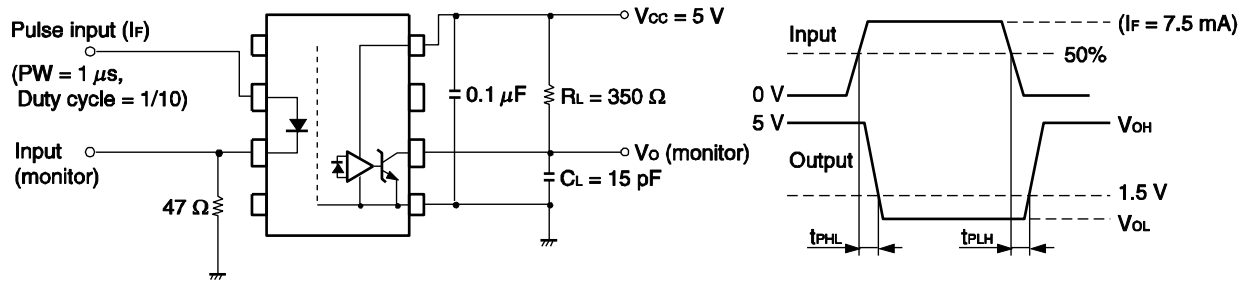 Pulse input (IF)
(PW = 1 μs,
Duty cycle = 1/10)
Input
(monitor)
47 Ω
VCC = 5 V
0.1 μF
RL = 350 Ω
VO (monitor)
CL = 15 pF
Input
(IF = 7.5 mA)
50%
0 V
5 V
VOH
Output
1.5 V
VOL
tPHL
tPLH